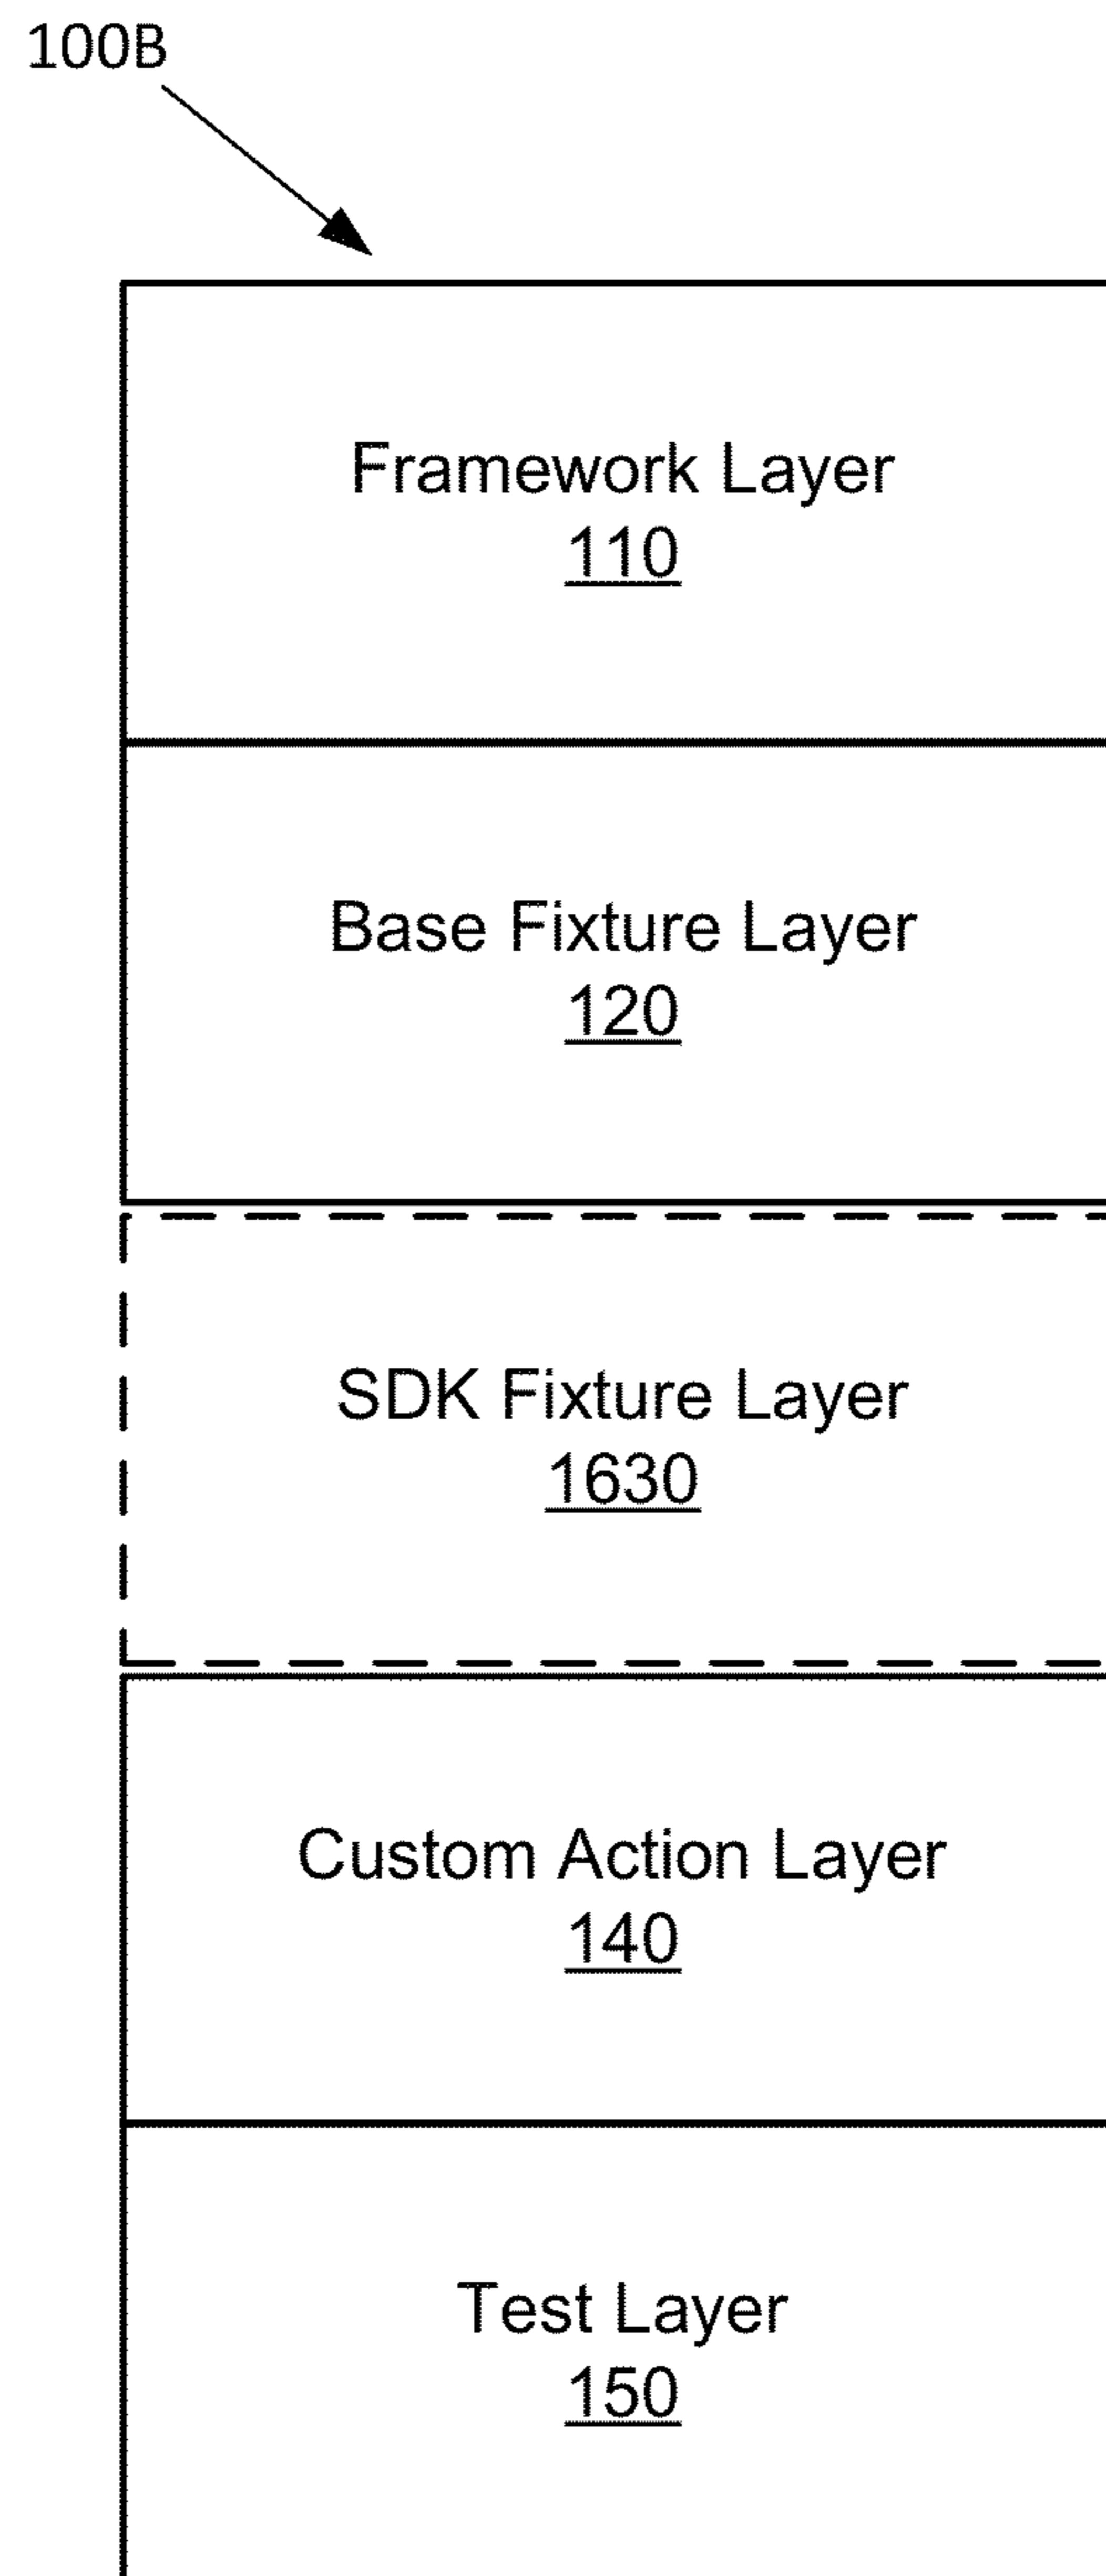 100B
Framework Layer
110
Base Fixture Layer
120
SDK Fixture Layer
1630
Custom Action Layer
140
Test Layer
150